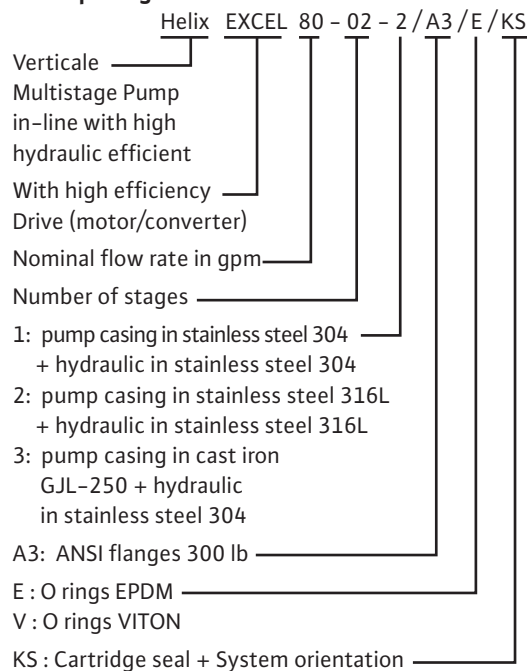 Helix EXCEL 80 - 02 - 2 / A3 / E / KS
Verticale
Multistage Pump
in-line with high
hydraulic efficient
With high efficiency
Drive (motor/converter)
Nominal flow rate in gpm
Number of stages
1: pump casing in stainless steel 304
+ hydraulic in stainless steel 304
2: pump casing in stainless steel 316L
+ hydraulic in stainless steel 316L
3: pump casing in cast iron
GJL-250 + hydraulic
in stainless steel 304
A3: ANSI flanges 300 lb
E : O rings EPDM
V : O rings VITON
KS : Cartridge seal + System orientation